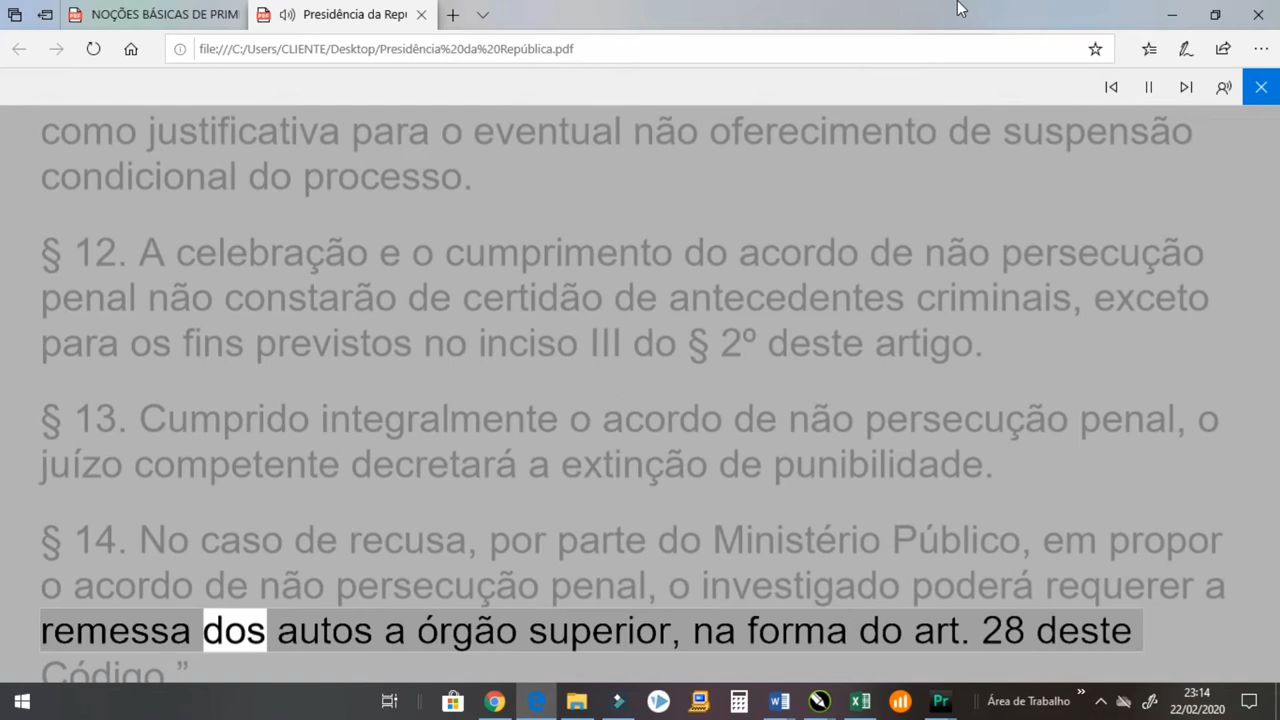 NOÇÕES BÁSICAS DE PRIM
Presidência da Repú
file:///C:/Users/CLIENTE/Desktop/Presidência%20da%20República.pdf
como justificativa para o eventual não oferecimento de suspensão
condicional do processo.
§ 12. A celebração e o cumprimento do acordo de não persecução
penal não constarão de certidão de antecedentes criminais, exceto
para os fins previstos no inciso III do § 2º deste artigo.
§ 13. Cumprido integralmente o acordo de não persecução penal, o
juízo competente decretará a extinção de punibilidade.
§ 14. No caso de recusa, por parte do Ministério Público, em propor
o acordo de não persecução penal, o investigado poderá requerer a
remessa dos autos a órgão superior, na forma do art. 28 deste
Código.”
Pr
Área de Trabalho
23:14
22/02/2020